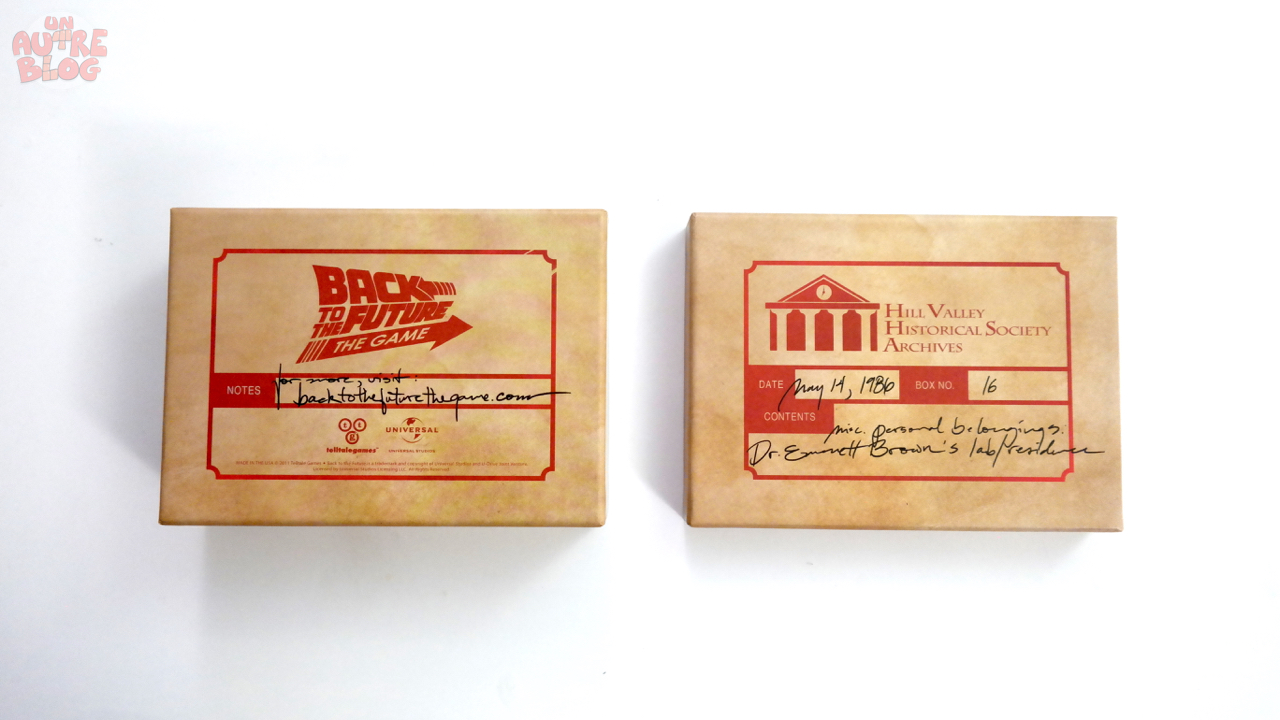 UN
AUTRE
BLOG
BACK
TO
THE FUTURE
THE GAME
NOTES
for more, visit:
backtothefuturethegame.com
t t
g
telltalegames
UNIVERSAL
UNIVERSAL STUDIOS
HILL VALLEY
HISTORICAL SOCIETY
ARCHIVES
DATE May 14, 1986 BOX NO. 16
CONTENTS
misc. personal belongings.
Dr. Emmett Brown's lab/residence